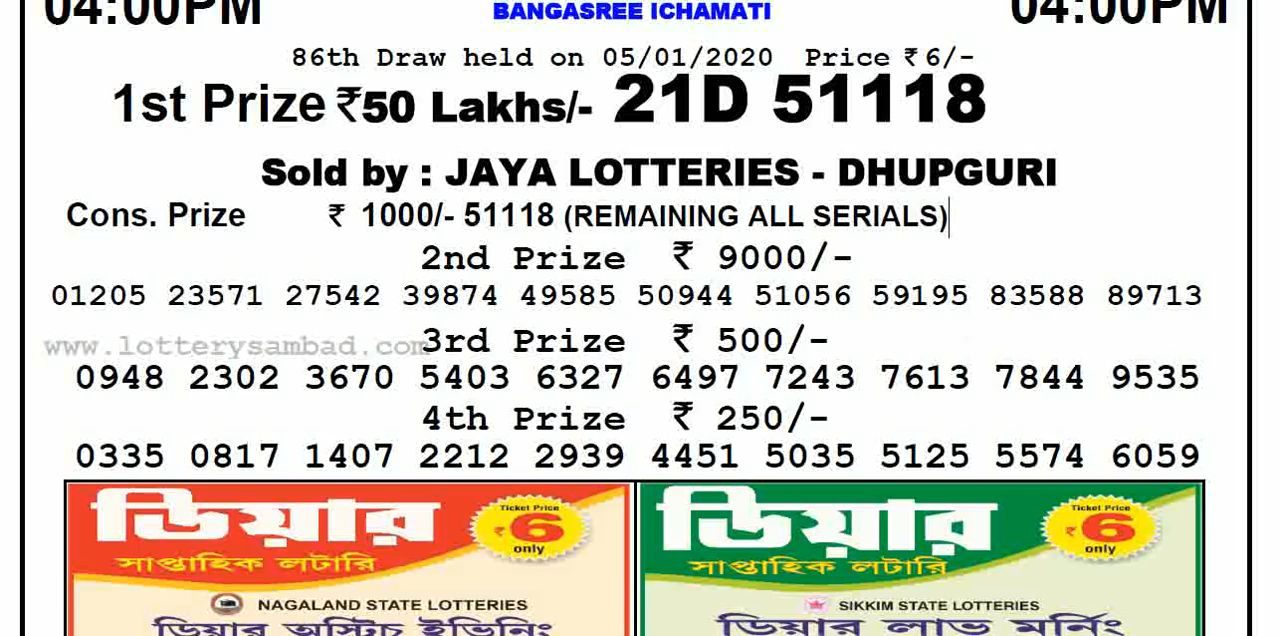 04:00PM BANGASREE ICHAMATI 04:00PM
86th Draw held on 05/01/2020 Price ₹ 6/-
1st Prize ₹50 Lakhs/- 21D 51118
Sold by : JAYA LOTTERIES - DHUPGURI
Cons. Prize ₹ 1000/- 51118 (REMAINING ALL SERIALS)
2nd Prize ₹ 9000/-
01205 23571 27542 39874 49585 50944 51056 59195 83588 89713
www.lotterysambad.com
3rd Prize ₹ 500/-
0948 2302 3670 5403 6327 6497 7243 7613 7844 9535
4th Prize ₹ 250/-
0335 0817 1407 2212 2939 4451 5035 5125 5574 6059
ডিয়ার
Ticket Price
₹ 6
only
সাপ্তাহিক লটারি
NAGALAND STATE LOTTERIES
ডিয়ার অস্ট্রিচ ইভিনিং
ডিয়ার
Ticket Price
₹ 6
only
সাপ্তাহিক লটারি
SIKKIM STATE LOTTERIES
ডিয়ার লাভ মর্নিং